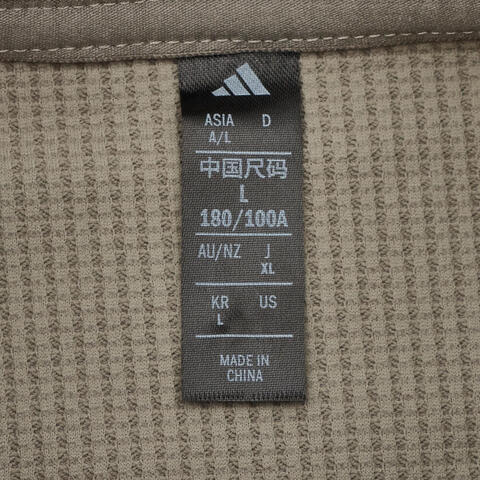 ASIA D
A/L
中国尺码
L
180/100A
AU/NZ J
XL
KR US
L
MADE IN
CHINA